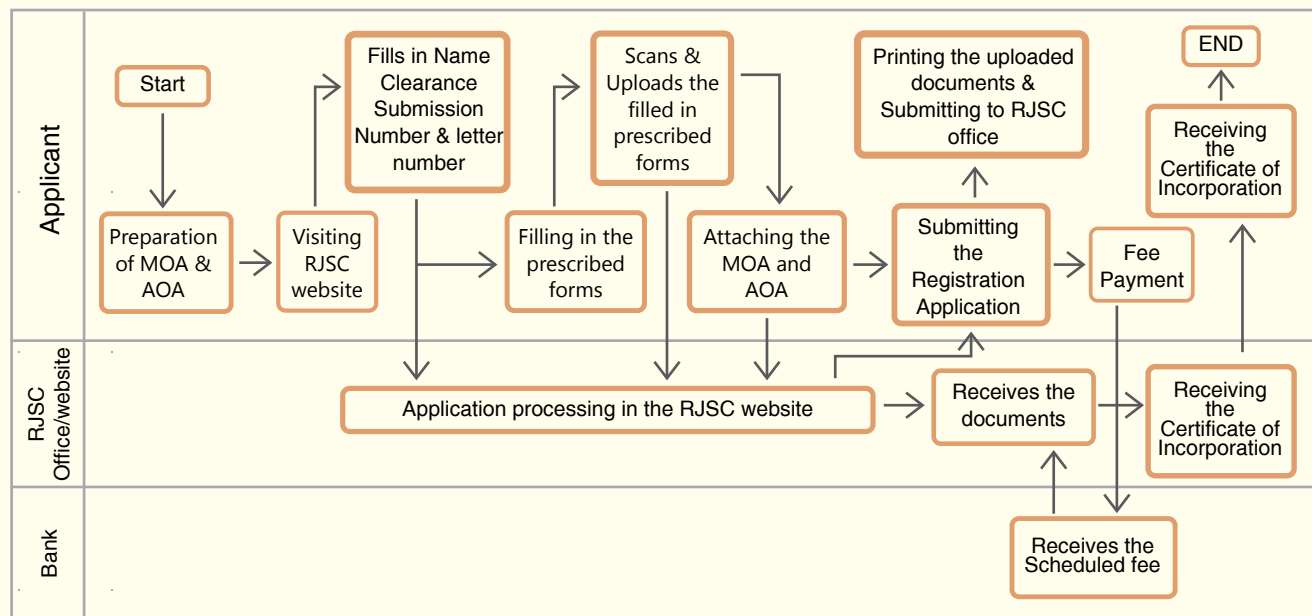 Applicant
Start
Preparation
of MOA &
AOA
Visiting
RJSC
website
Fills in Name
Clearance
Submission
Number & letter
number
Filling in the
prescribed
forms
Scans &
Uploads the
filled in
prescribed
forms
Attaching the
MOA and
AOA
Printing the uploaded
documents &
Submitting to RJSC
office
Submitting
the
Registration
Application
Fee
Payment
END
Receiving
the
Certificate of
Incorporation
RJSC
Office/website
Application processing in the RJSC website
Receives the
documents
Receiving
the
Certificate of
Incorporation
Bank
Receives the
Scheduled fee